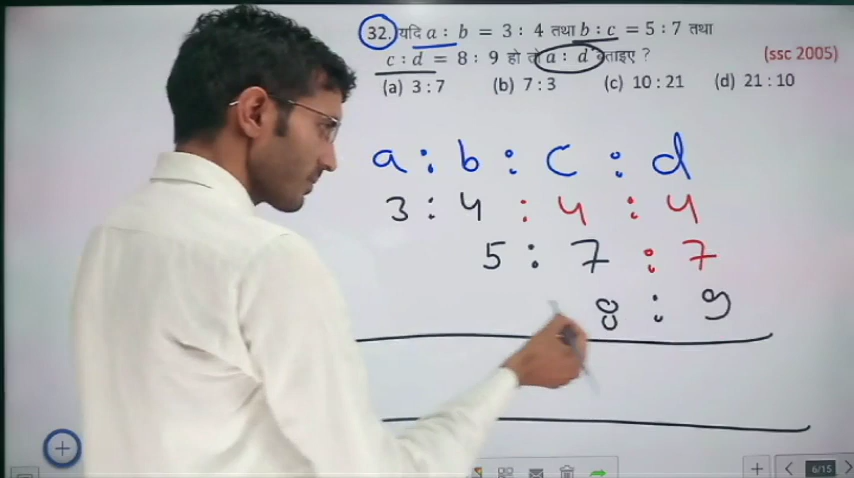 32. यदि a : b = 3 : 4 तथा b : c = 5 : 7 तथा
c : d = 8 : 9 हो तो a : d बताइए ?
(ssc 2005)
(a) 3 : 7 (b) 7 : 3 (c) 10 : 21 (d) 21 : 10
a : b : c : d
3 : 4 : 4 : 4
5 : 7 : 7
8 : 9
6/15